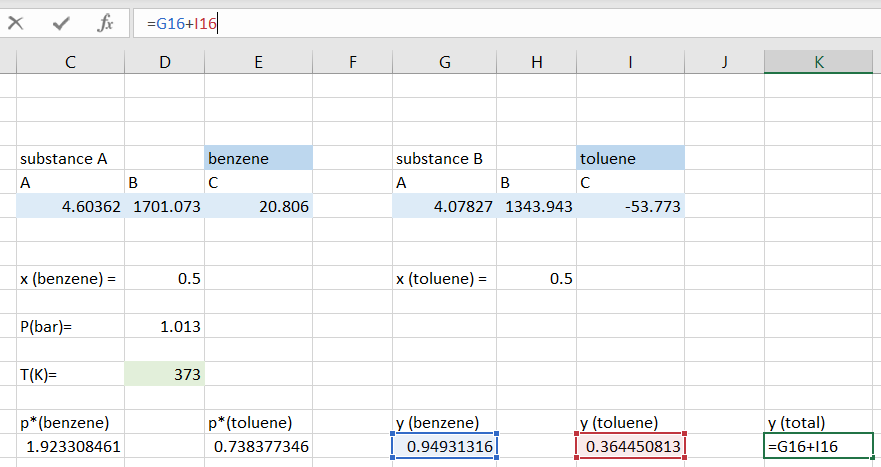 fx =G16+I16
C D E F G H I J K
substance A benzene substance B toluene
A B C A B C
4.60362 1701.073 20.806 4.07827 1343.943 -53.773
x (benzene) = 0.5 x (toluene) = 0.5
P(bar)= 1.013
T(K)= 373
p*(benzene) p*(toluene) y (benzene) y (toluene) y (total)
1.923308461 0.738377346 0.94931316 0.364450813 =G16+I16